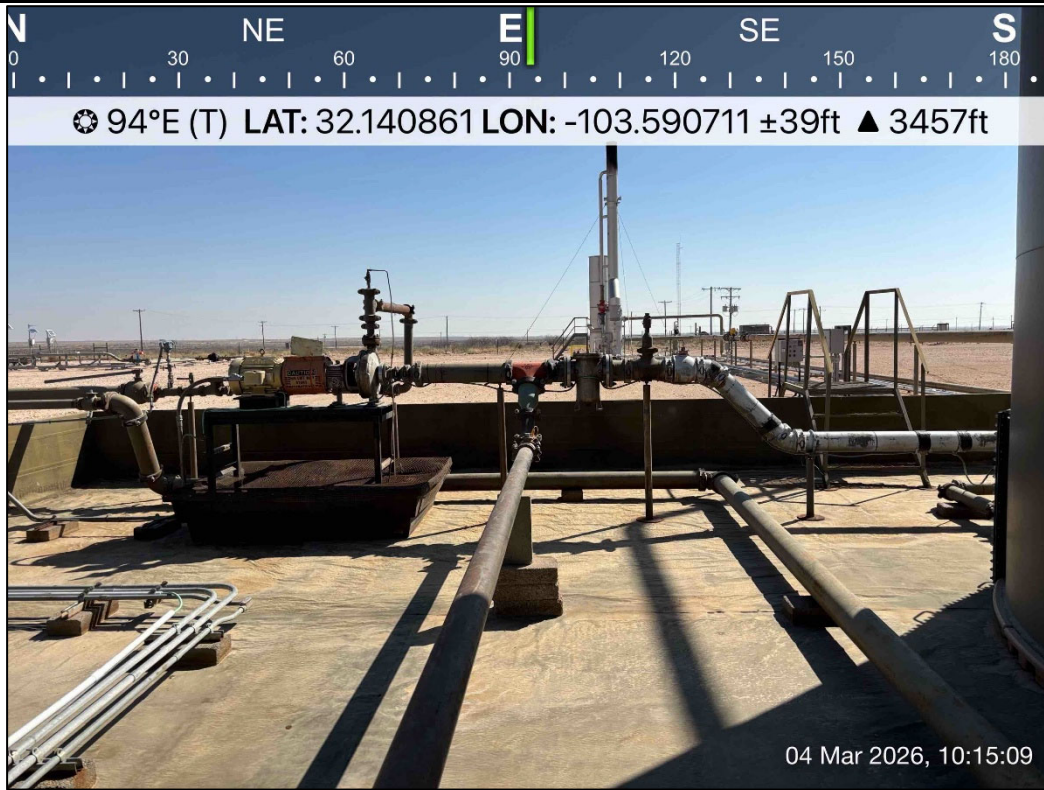 N NE E SE S
0 30 60 90 120 150 180
94°E (T) LAT: 32.140861 LON: -103.590711 ±39ft ▲ 3457ft
CAUTION
04 Mar 2026, 10:15:09